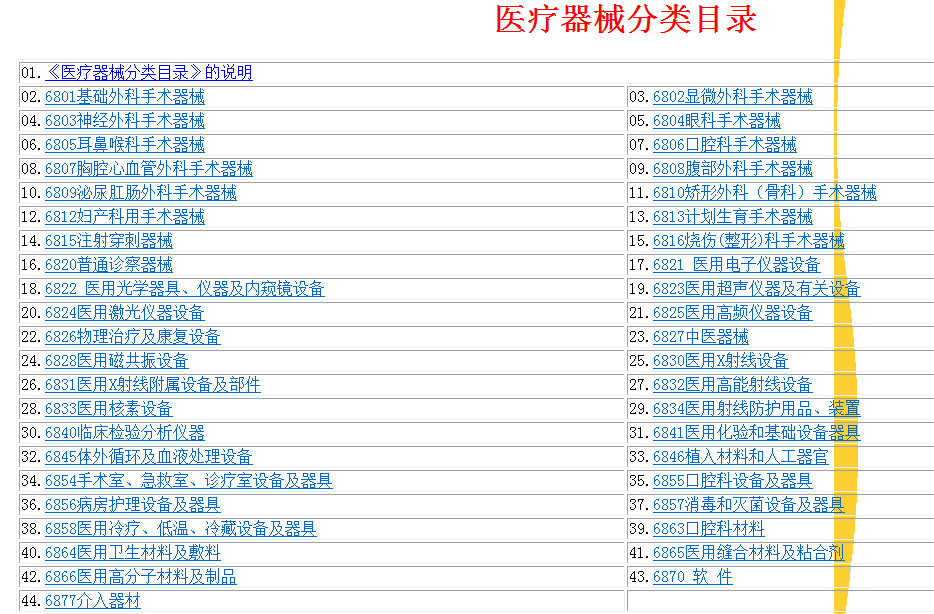 医疗器械分类目录
01.《医疗器械分类目录》的说明
02.6801基础外科手术器械 03.6802显微外科手术器械
04.6803神经外科手术器械 05.6804眼科手术器械
06.6805耳鼻喉科手术器械 07.6806口腔科手术器械
08.6807胸腔心血管外科手术器械 09.6808腹部外科手术器械
10.6809泌尿肛肠外科手术器械 11.6810矫形外科（骨科）手术器械
12.6812妇产科用手术器械 13.6813计划生育手术器械
14.6815注射穿刺器械 15.6816烧伤(整形)科手术器械
16.6820普通诊察器械 17.6821 医用电子仪器设备
18.6822 医用光学器具、仪器及内窥镜设备 19.6823医用超声仪器及有关设备
20.6824医用激光仪器设备 21.6825医用高频仪器设备
22.6826物理治疗及康复设备 23.6827中医器械
24.6828医用磁共振设备 25.6830医用X射线设备
26.6831医用X射线附属设备及部件 27.6832医用高能射线设备
28.6833医用核素设备 29.6834医用射线防护用品、装置
30.6840临床检验分析仪器 31.6841医用化验和基础设备器具
32.6845体外循环及血液处理设备 33.6846植入材料和人工器官
34.6854手术室、急救室、诊疗室设备及器具 35.6855口腔科设备及器具
36.6856病房护理设备及器具 37.6857消毒和灭菌设备及器具
38.6858医用冷疗、低温、冷藏设备及器具 39.6863口腔科材料
40.6864医用卫生材料及敷料 41.6865医用缝合材料及粘合剂
42.6866医用高分子材料及制品 43.6870 软 件
44.6877介入器材